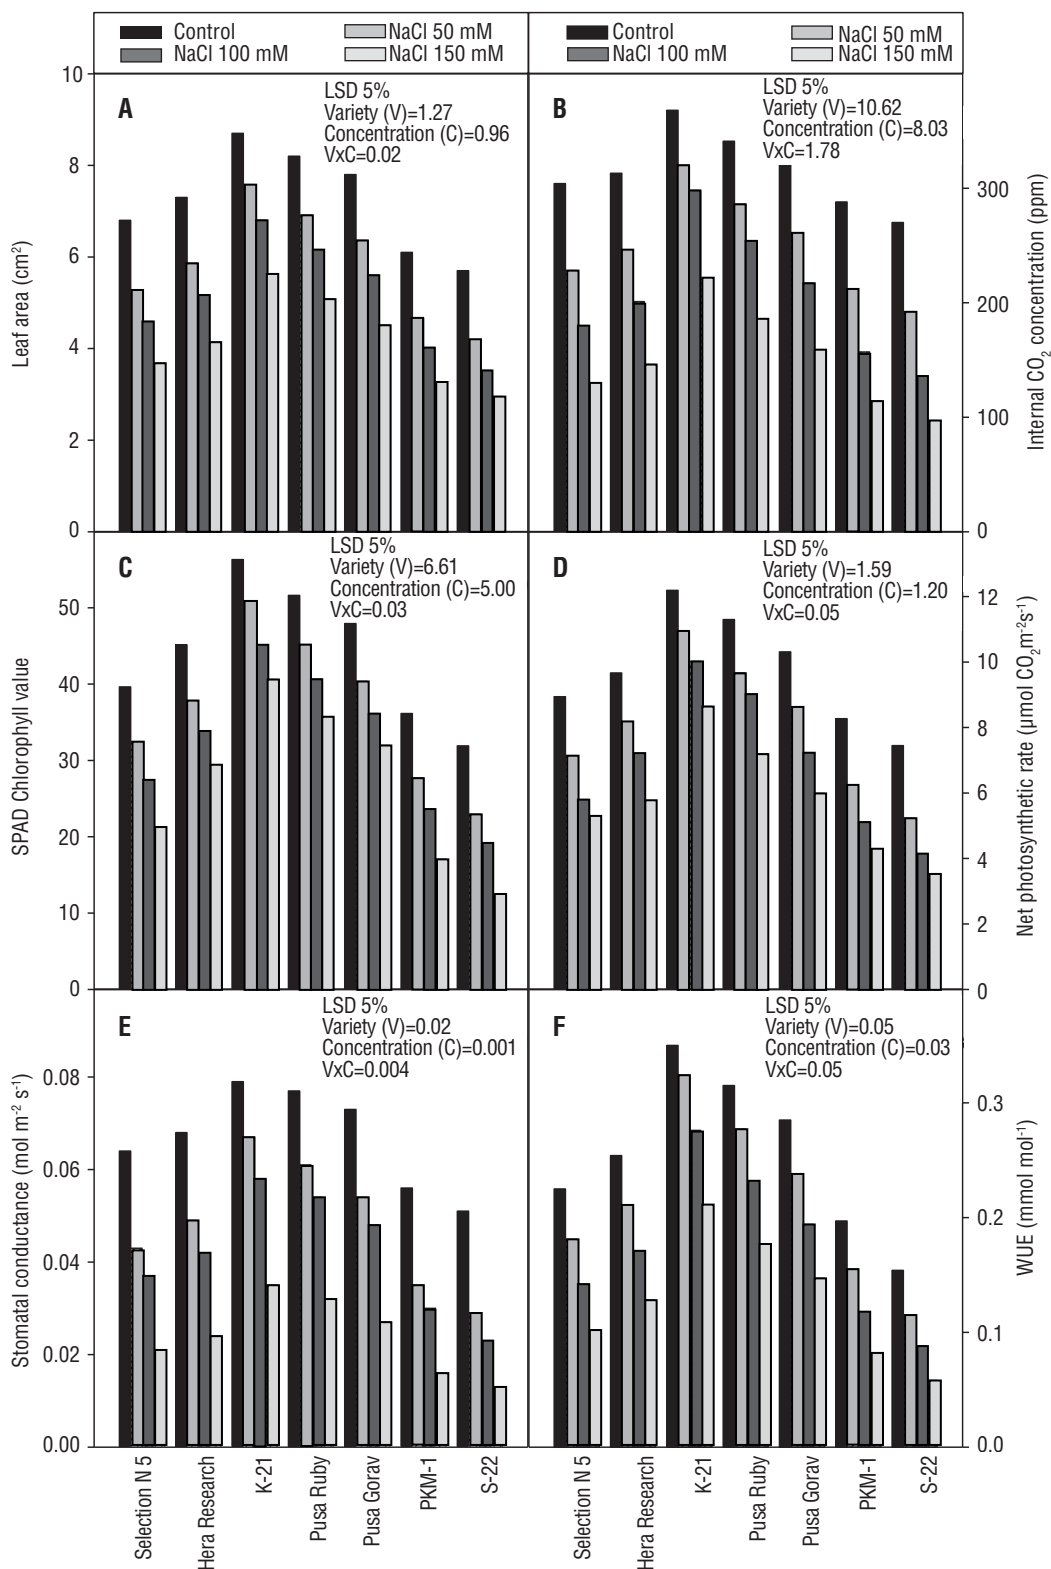 Control
NaCl 50 mM
NaCl 100 mM
NaCl 150 mM
Control
NaCl 50 mM
NaCl 100 mM
NaCl 150 mM
A
LSD 5%
Variety (V)=1.27
Concentration (C)=0.96
VxC=0.02
10
8
6
4
2
0
Leaf area (cm²)
B
LSD 5%
Variety (V)=10.62
Concentration (C)=8.03
VxC=1.78
300
200
100
0
Internal CO₂ concentration (ppm)
C
LSD 5%
Variety (V)=6.61
Concentration (C)=5.00
VxC=0.03
50
40
30
20
10
0
SPAD Chlorophyll value
D
LSD 5%
Variety (V)=1.59
Concentration (C)=1.20
VxC=0.05
12
10
8
6
4
2
0
Net photosynthetic rate (µmol CO₂m⁻²s⁻¹)
E
LSD 5%
Variety (V)=0.02
Concentration (C)=0.001
VxC=0.004
0.08
0.06
0.04
0.02
0.00
Stomatal conductance (mol m⁻² s⁻¹)
F
LSD 5%
Variety (V)=0.05
Concentration (C)=0.03
VxC=0.05
0.3
0.2
0.1
0.0
WUE (mmol mol⁻¹)
Selection N 5
Hera Research
K-21
Pusa Ruby
Pusa Gorav
PKM-1
S-22
Selection N 5
Hera Research
K-21
Pusa Ruby
Pusa Gorav
PKM-1
S-22